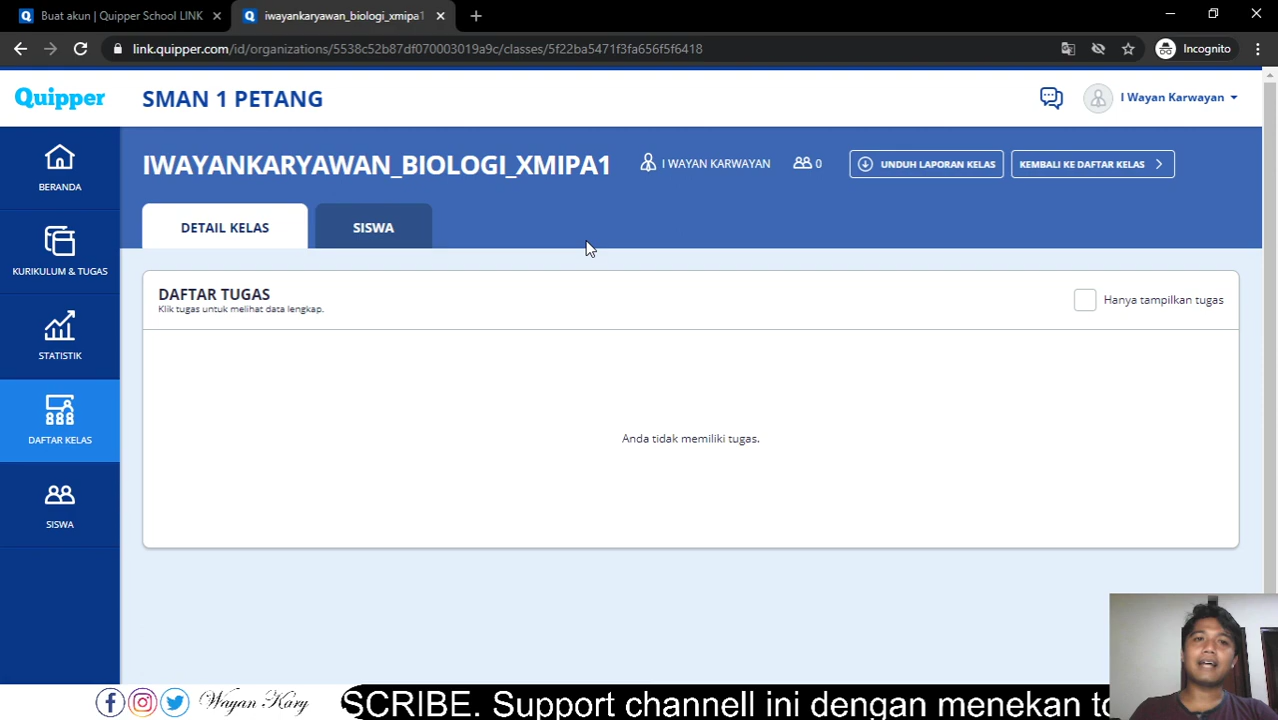 Buat akun | Quipper School LINK
iwayankaryawan_biologi_xmipa1
link.quipper.com/id/organizations/5538c52b87df070003019a9c/classes/5f22ba5471f3fa656f5f6418
Incognito
Quipper
SMAN 1 PETANG
I Wayan Karwayan
BERANDA
KURIKULUM & TUGAS
STATISTIK
DAFTAR KELAS
SISWA
IWAYANKARYAWAN_BIOLOGI_XMIPA1
I WAYAN KARWAYAN
0
UNDUH LAPORAN KELAS
KEMBALI KE DAFTAR KELAS
DETAIL KELAS
SISWA
DAFTAR TUGAS
Klik tugas untuk melihat data lengkap.
Hanya tampilkan tugas
Anda tidak memiliki tugas.
Wayan Kary
SCRIBE. Support channell ini dengan menekan to